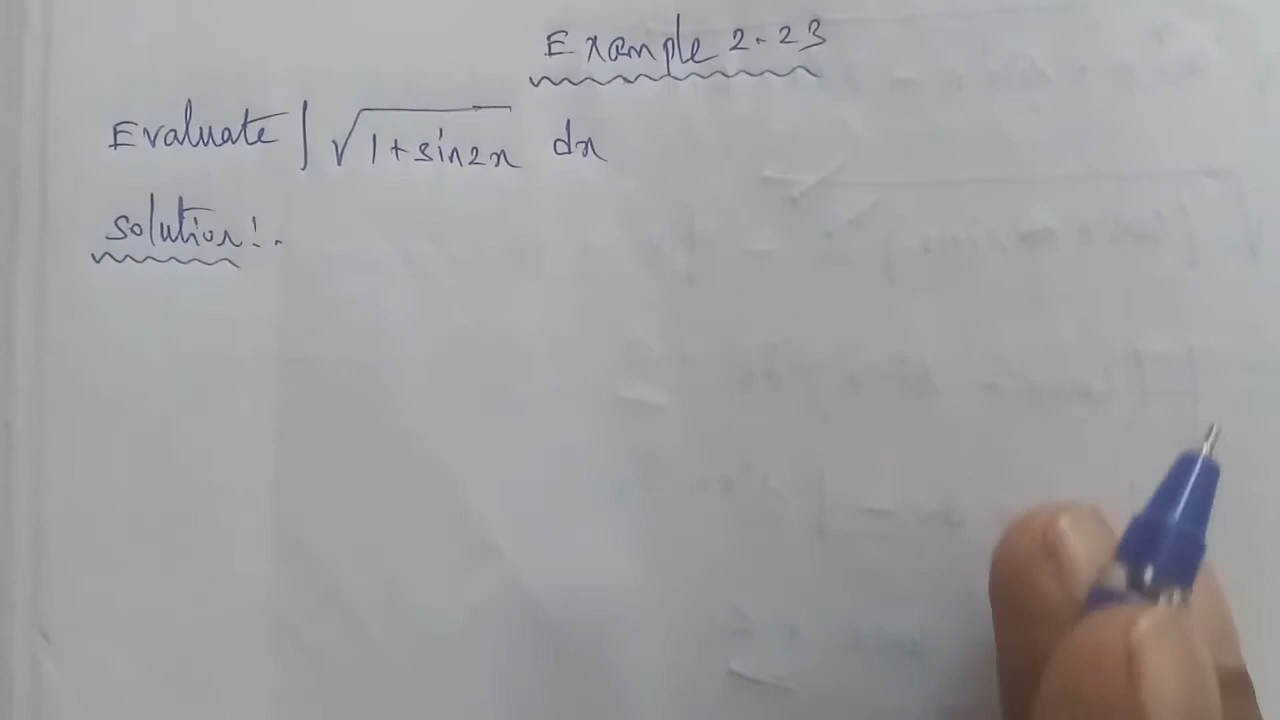 Example 2.23
Evaluate ∫ √1+sin2x dx
Solution:.